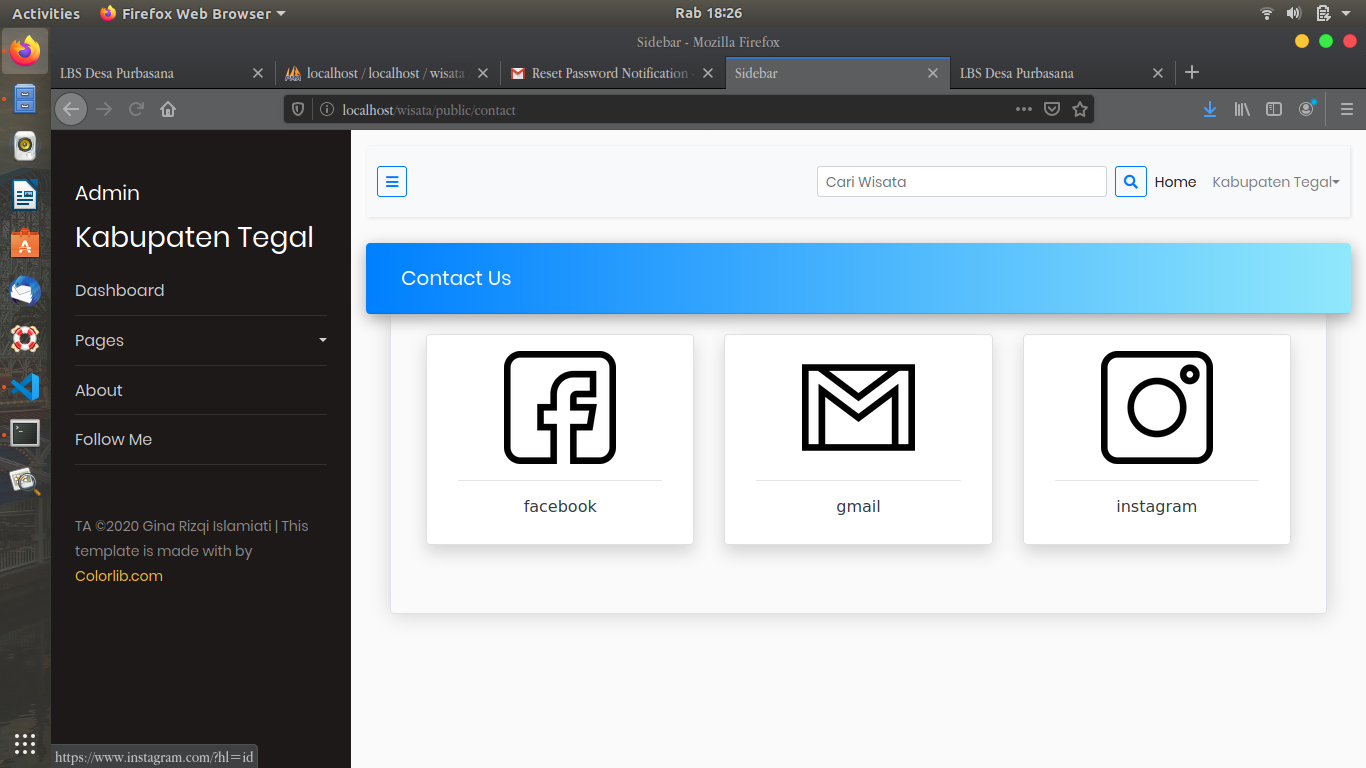 Activities
Firefox Web Browser
Rab 18:26
Sidebar - Mozilla Firefox
LBS Desa Purbasana
localhost / localhost / wisata
Reset Password Notification
Sidebar
LBS Desa Purbasana
localhost/wisata/public/contact
Admin
Kabupaten Tegal
Dashboard
Pages
About
Follow Me
TA ©2020 Gina Rizqi Islamiati | This
template is made with by
Colorlib.com
Cari Wisata
Home
Kabupaten Tegal
Contact Us
facebook
gmail
instagram
https://www.instagram.com/?hl=id